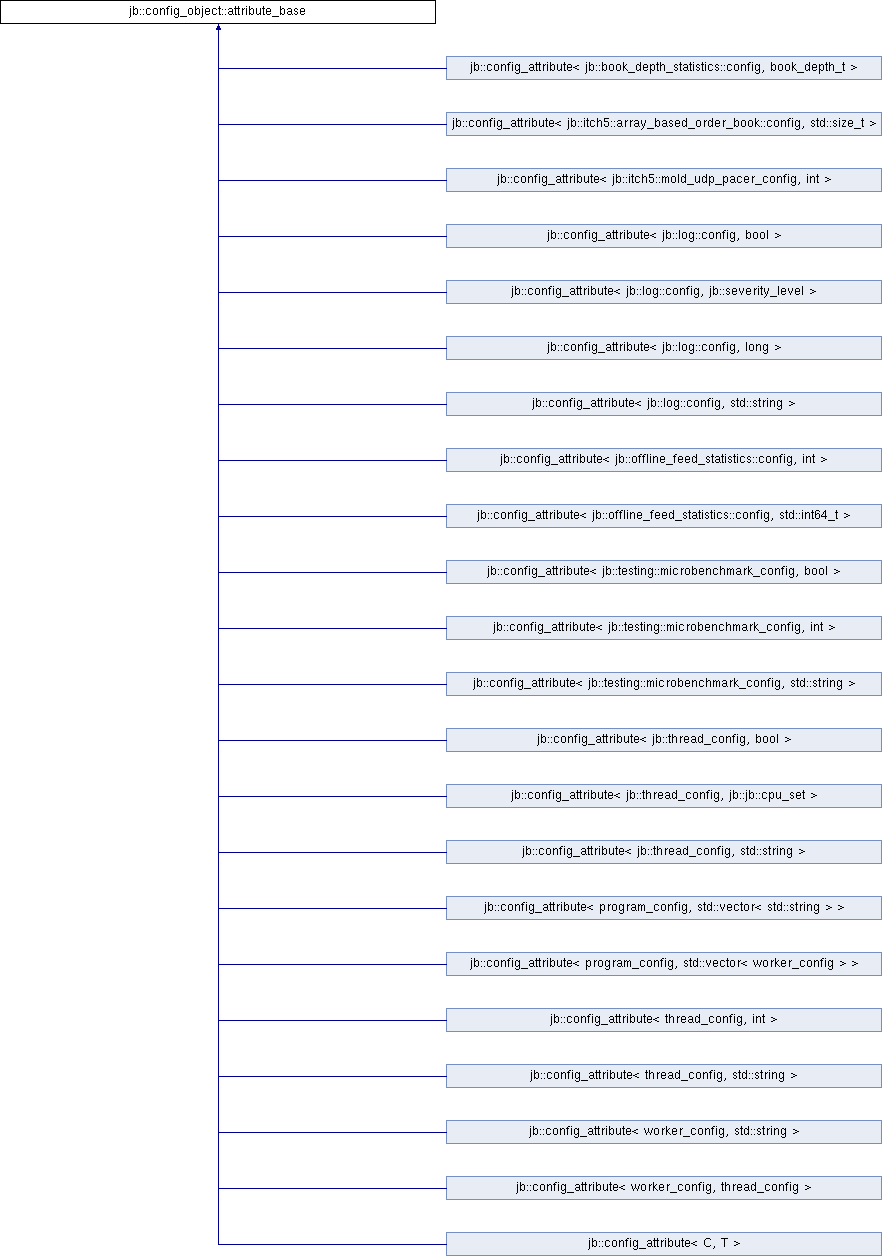 jb::config_object::attribute_base
jb::config_attribute< jb::book_depth_statistics::config, book_depth_t >
jb::config_attribute< jb::itch5::array_based_order_book::config, std::size_t >
jb::config_attribute< jb::itch5::mold_udp_pacer_config, int >
jb::config_attribute< jb::log::config, bool >
jb::config_attribute< jb::log::config, jb::severity_level >
jb::config_attribute< jb::log::config, long >
jb::config_attribute< jb::log::config, std::string >
jb::config_attribute< jb::offline_feed_statistics::config, int >
jb::config_attribute< jb::offline_feed_statistics::config, std::int64_t >
jb::config_attribute< jb::testing::microbenchmark_config, bool >
jb::config_attribute< jb::testing::microbenchmark_config, int >
jb::config_attribute< jb::testing::microbenchmark_config, std::string >
jb::config_attribute< jb::thread_config, bool >
jb::config_attribute< jb::thread_config, jb::jb::cpu_set >
jb::config_attribute< jb::thread_config, std::string >
jb::config_attribute< program_config, std::vector< std::string > >
jb::config_attribute< program_config, std::vector< worker_config > >
jb::config_attribute< thread_config, int >
jb::config_attribute< thread_config, std::string >
jb::config_attribute< worker_config, std::string >
jb::config_attribute< worker_config, thread_config >
jb::config_attribute< C, T >